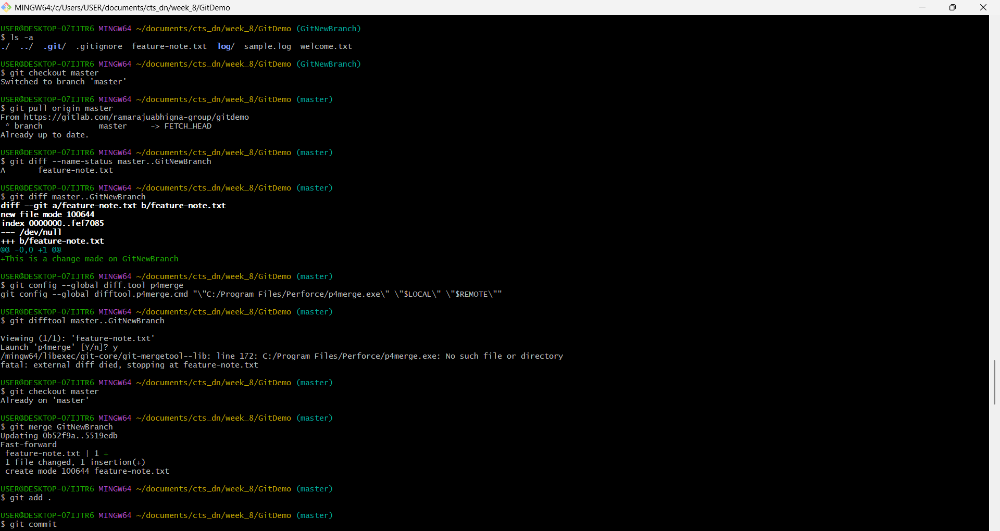 MINGW64:/c/Users/USER/documents/cts_dn/week_8/GitDemo
USER@DESKTOP-07IJTR6 MINGW64 ~/documents/cts_dn/week_8/GitDemo (GitNewBranch)
$ ls -a
./  ../  .git/  .gitignore  feature-note.txt  log/  sample.log  welcome.txt
USER@DESKTOP-07IJTR6 MINGW64 ~/documents/cts_dn/week_8/GitDemo (GitNewBranch)
$ git checkout master
Switched to branch 'master'
USER@DESKTOP-07IJTR6 MINGW64 ~/documents/cts_dn/week_8/GitDemo (master)
$ git pull origin master
From https://gitlab.com/ramarajuabhigna-group/gitdemo
 * branch            master     -> FETCH_HEAD
Already up to date.
USER@DESKTOP-07IJTR6 MINGW64 ~/documents/cts_dn/week_8/GitDemo (master)
$ git diff --name-status master..GitNewBranch
A       feature-note.txt
USER@DESKTOP-07IJTR6 MINGW64 ~/documents/cts_dn/week_8/GitDemo (master)
$ git diff master..GitNewBranch
diff --git a/feature-note.txt b/feature-note.txt
new file mode 100644
index 0000000..fef7085
--- /dev/null
+++ b/feature-note.txt
@@ -0,0 +1 @@
+This is a change made on GitNewBranch
USER@DESKTOP-07IJTR6 MINGW64 ~/documents/cts_dn/week_8/GitDemo (master)
$ git config --global diff.tool p4merge
git config --global difftool.p4merge.cmd "\"C:/Program Files/Perforce/p4merge.exe\" \"$LOCAL\" \"$REMOTE\""
USER@DESKTOP-07IJTR6 MINGW64 ~/documents/cts_dn/week_8/GitDemo (master)
$ git difftool master..GitNewBranch
Viewing (1/1): 'feature-note.txt'
Launch 'p4merge' [Y/n]? y
/mingw64/libexec/git-core/git-mergetool--lib: line 172: C:/Program Files/Perforce/p4merge.exe: No such file or directory
fatal: external diff died, stopping at feature-note.txt
USER@DESKTOP-07IJTR6 MINGW64 ~/documents/cts_dn/week_8/GitDemo (master)
$ git checkout master
Already on 'master'
USER@DESKTOP-07IJTR6 MINGW64 ~/documents/cts_dn/week_8/GitDemo (master)
$ git merge GitNewBranch
Updating 0b52f9a..5519edb
Fast-forward
 feature-note.txt | 1 +
 1 file changed, 1 insertion(+)
 create mode 100644 feature-note.txt
USER@DESKTOP-07IJTR6 MINGW64 ~/documents/cts_dn/week_8/GitDemo (master)
$ git add .
USER@DESKTOP-07IJTR6 MINGW64 ~/documents/cts_dn/week_8/GitDemo (master)
$ git commit